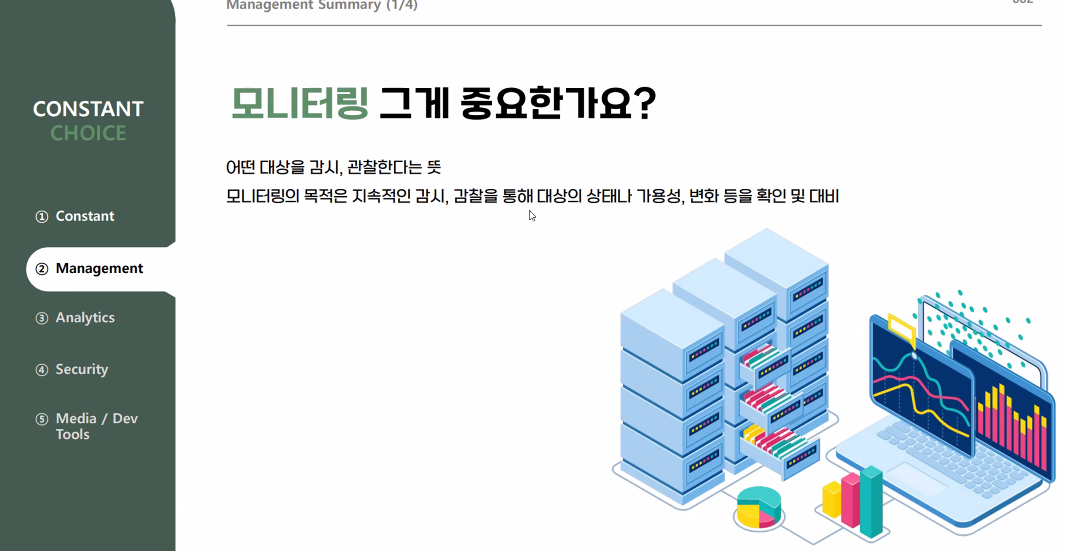 Management Summary (1/4)
002
CONSTANT
CHOICE
① Constant
② Management
③ Analytics
④ Security
⑤ Media / Dev
Tools
모니터링 그게 중요한가요?
어떤 대상을 감시, 관찰한다는 뜻
모니터링의 목적은 지속적인 감시, 감찰을 통해 대상의 상태나 가용성, 변화 등을 확인 및 대비